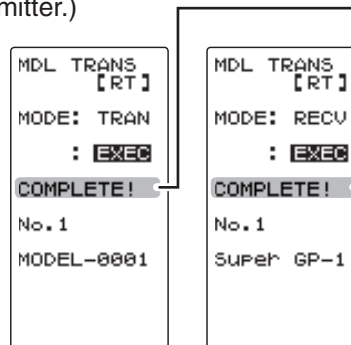 mitter.)
MDL TRANS
[RT]
MODE: TRAN
: EXEC
COMPLETE!
No.1
MODEL-0001
MDL TRANS
[RT]
MODE: RECV
: EXEC
COMPLETE!
No.1
Super GP-1